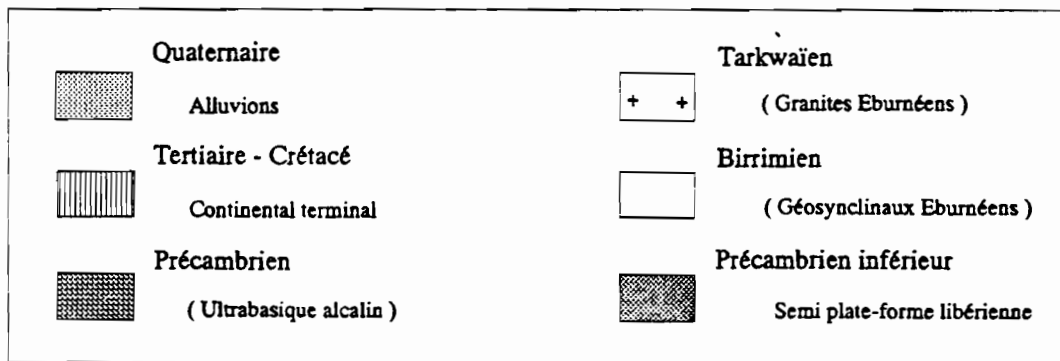 Quaternaire
Alluvions
Tertiaire - Crétacé
Continental terminal
Précambrien
( Ultrabasique alcalin )
Tarkwaïen
( Granites Eburnéens )
Birrimien
( Géosynclinaux Eburnéens )
Précambrien inférieur
Semi plate-forme libérienne